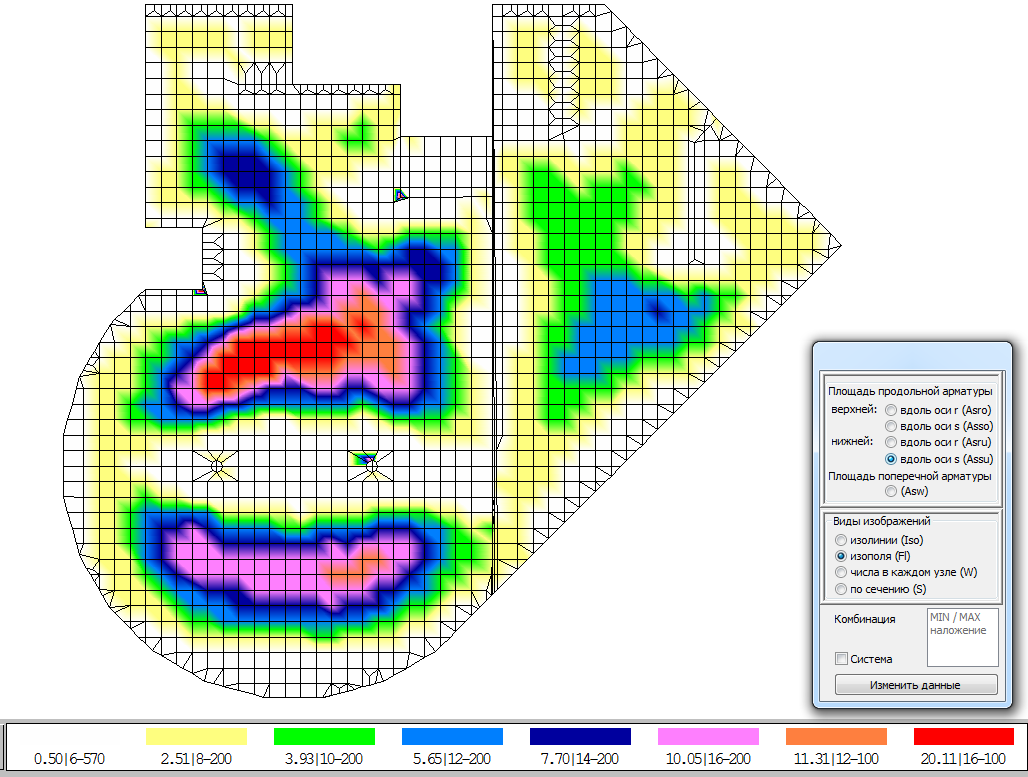 Площадь продольной арматуры
верхней: вдоль оси r (Asro)
вдоль оси s (Asso)
нижней: вдоль оси r (Asru)
вдоль оси s (Assu)
Площадь поперечной арматуры
(Asw)
Виды изображений
изолинии (Iso)
изополя (Fl)
числа в каждом узле (W)
по сечению (S)
Комбинация MIN / MAX
наложение
Система
Изменить данные
0.50|6-570 2.51|8-200 3.93|10-200 5.65|12-200 7.70|14-200 10.05|16-200 11.31|12-100 20.11|16-100